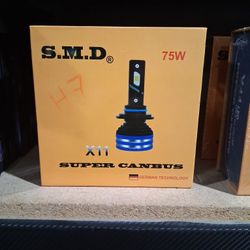 S.M.D®
75W
H7
X11
SUPER CANBUS
GERMAN TECHNOLOGY